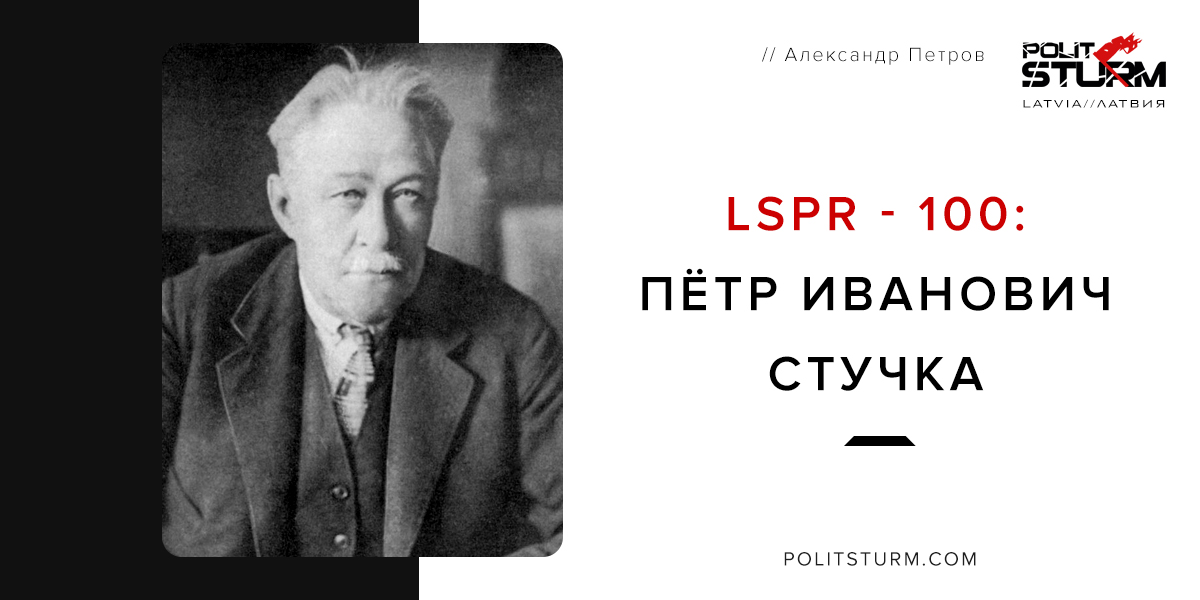 // Александр Петров
POLIT
STURM
LATVIA//ЛАТВИЯ
LSPR - 100:
ПЁТР ИВАНОВИЧ
СТУЧКА
POLITSTURM.COM